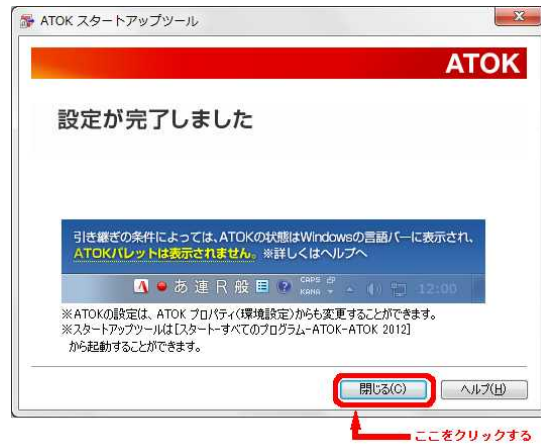 ATOK スタートアップツール
ATOK
設定が完了しました
引き継ぎの条件によっては、ATOKの状態はWindowsの言語バーに表示され、
ATOKパレットは表示されません。※詳しくはヘルプへ
A あ 連 R 般 ? CAPS KANA 12:00
※ATOKの設定は、ATOK プロパティ(環境設定)からも変更することができます。
※スタートアップツールは[スタート-すべてのプログラム-ATOK-ATOK 2012]
から起動することができます。
閉じる(C) ヘルプ(H)
ここをクリックする